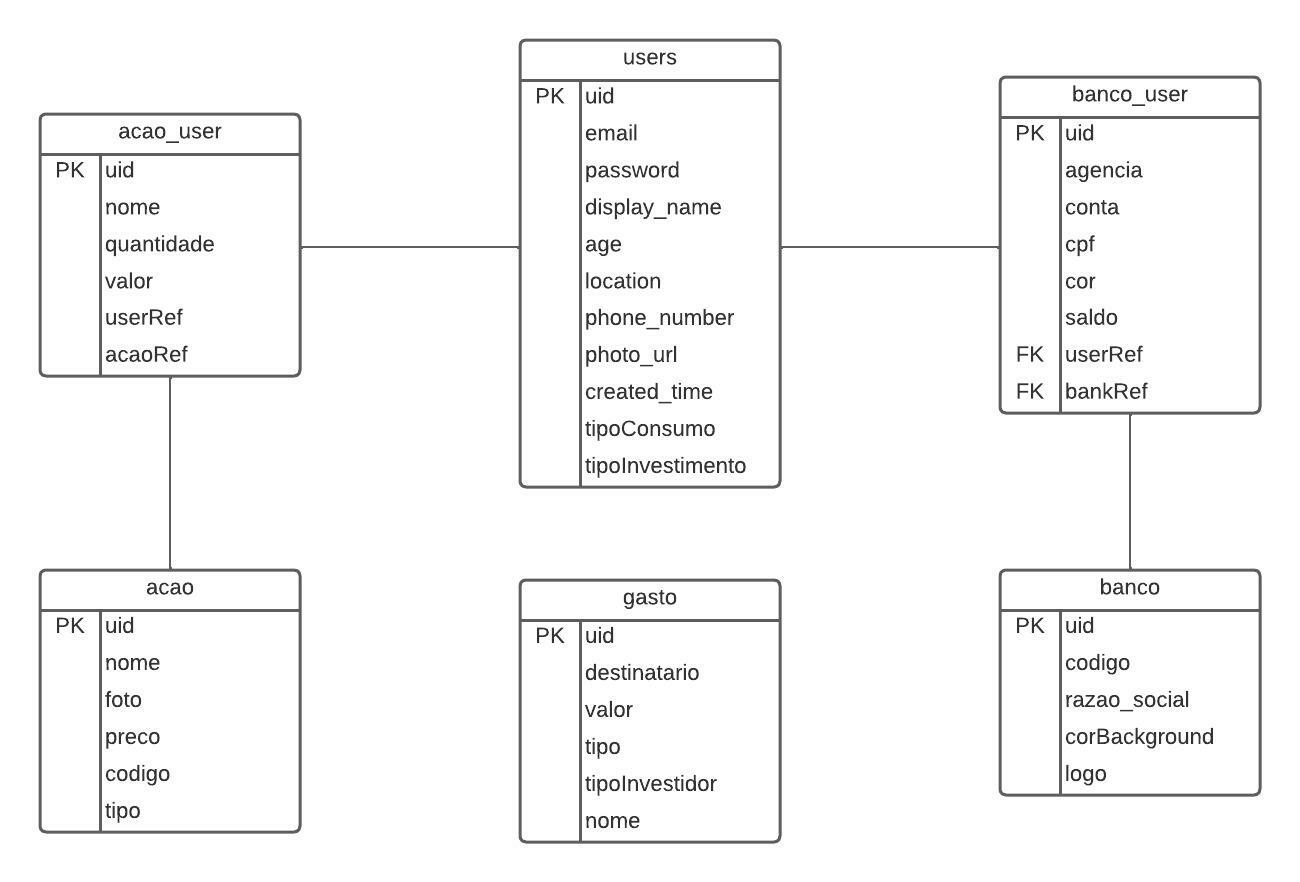 users
PK uid
email
password
display_name
age
location
phone_number
photo_url
created_time
tipoConsumo
tipoInvestimento
banco_user
PK uid
agencia
conta
cpf
cor
saldo
FK userRef
FK bankRef
acao_user
PK uid
nome
quantidade
valor
userRef
acaoRef
acao
PK uid
nome
foto
preco
codigo
tipo
gasto
PK uid
destinatario
valor
tipo
tipoInvestidor
nome
banco
PK uid
codigo
razao_social
corBackground
logo